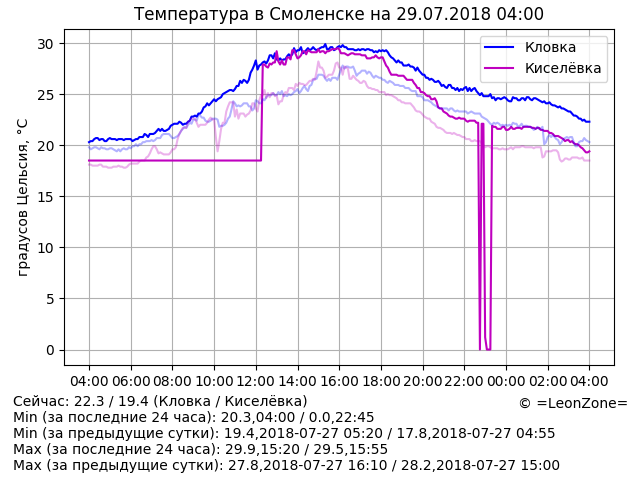 Температура в Смоленске на 29.07.2018 04:00
Кловка
Киселёвка
градусов Цельсия, °C
30
25
20
15
10
5
0
04:00 06:00 08:00 10:00 12:00 14:00 16:00 18:00 20:00 22:00 00:00 02:00 04:00
Сейчас: 22.3 / 19.4 (Кловка / Киселёвка)
© =LeonZone=
Min (за последние 24 часа): 20.3,04:00 / 0.0,22:45
Min (за предыдущие сутки): 19.4,2018-07-27 05:20 / 17.8,2018-07-27 04:55
Max (за последние 24 часа): 29.9,15:20 / 29.5,15:55
Max (за предыдущие сутки): 27.8,2018-07-27 16:10 / 28.2,2018-07-27 15:00